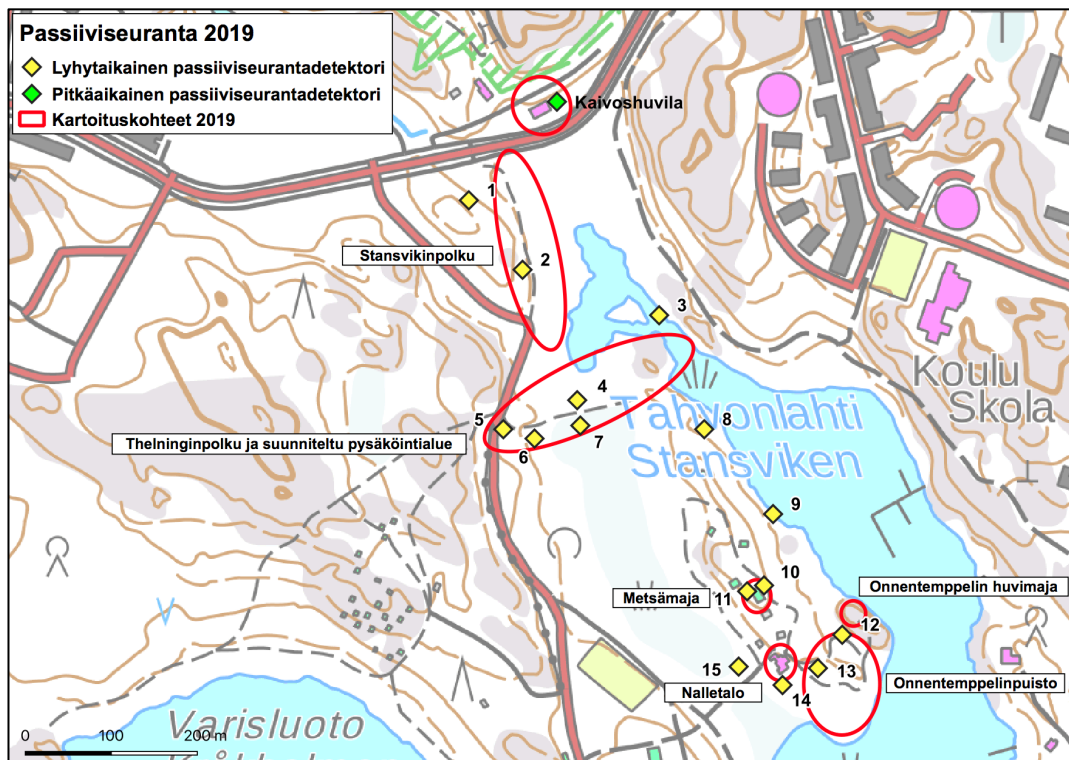 Passiiviseuranta 2019
Lyhytaikainen passiiviseurantadetektori
Pitkäaikainen passiiviseurantadetektori
Kartoituskohteet 2019
Kaivoshuvila
1
Stansvikinpolku
2
3
4
5
Thelninginpolku ja suunniteltu pysäköintialue
6
7
8
Tahvonlahti
Stansviken
Koulu
Skola
9
10
Metsämaja
11
Onnentemppelin huvimaja
12
13
15
Nalletalo
14
Onnentemppelinpuisto
Varisluoto
0 100 200 m